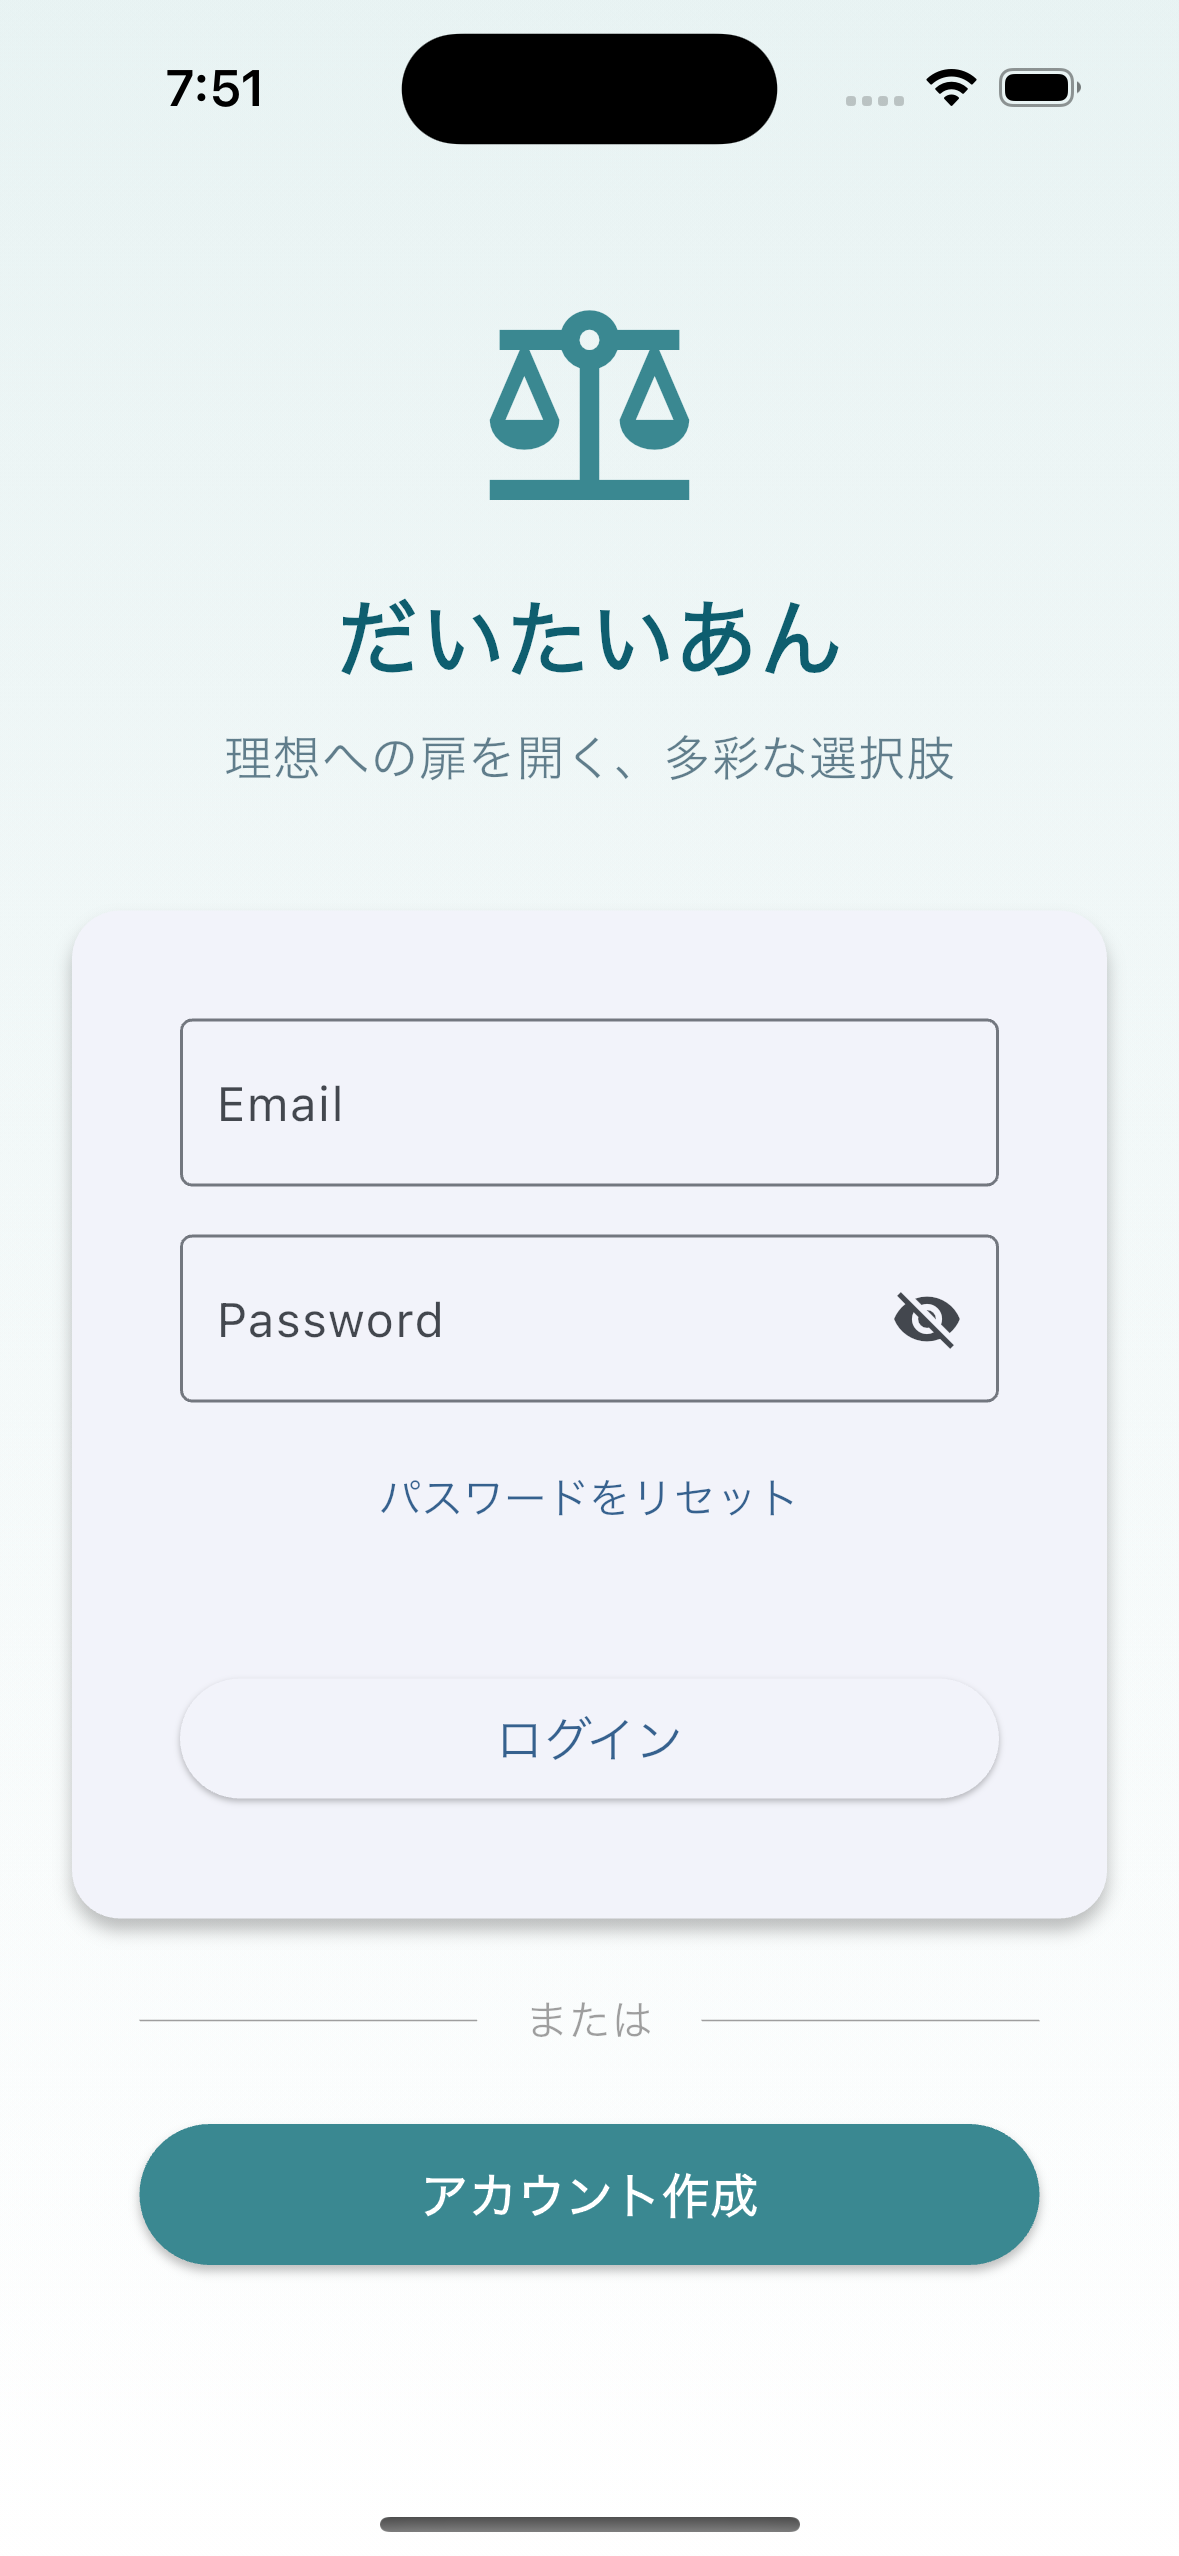 7:51
だいたいあん
理想への扉を開く、多彩な選択肢
Email
Password
パスワードをリセット
ログイン
または
アカウント作成